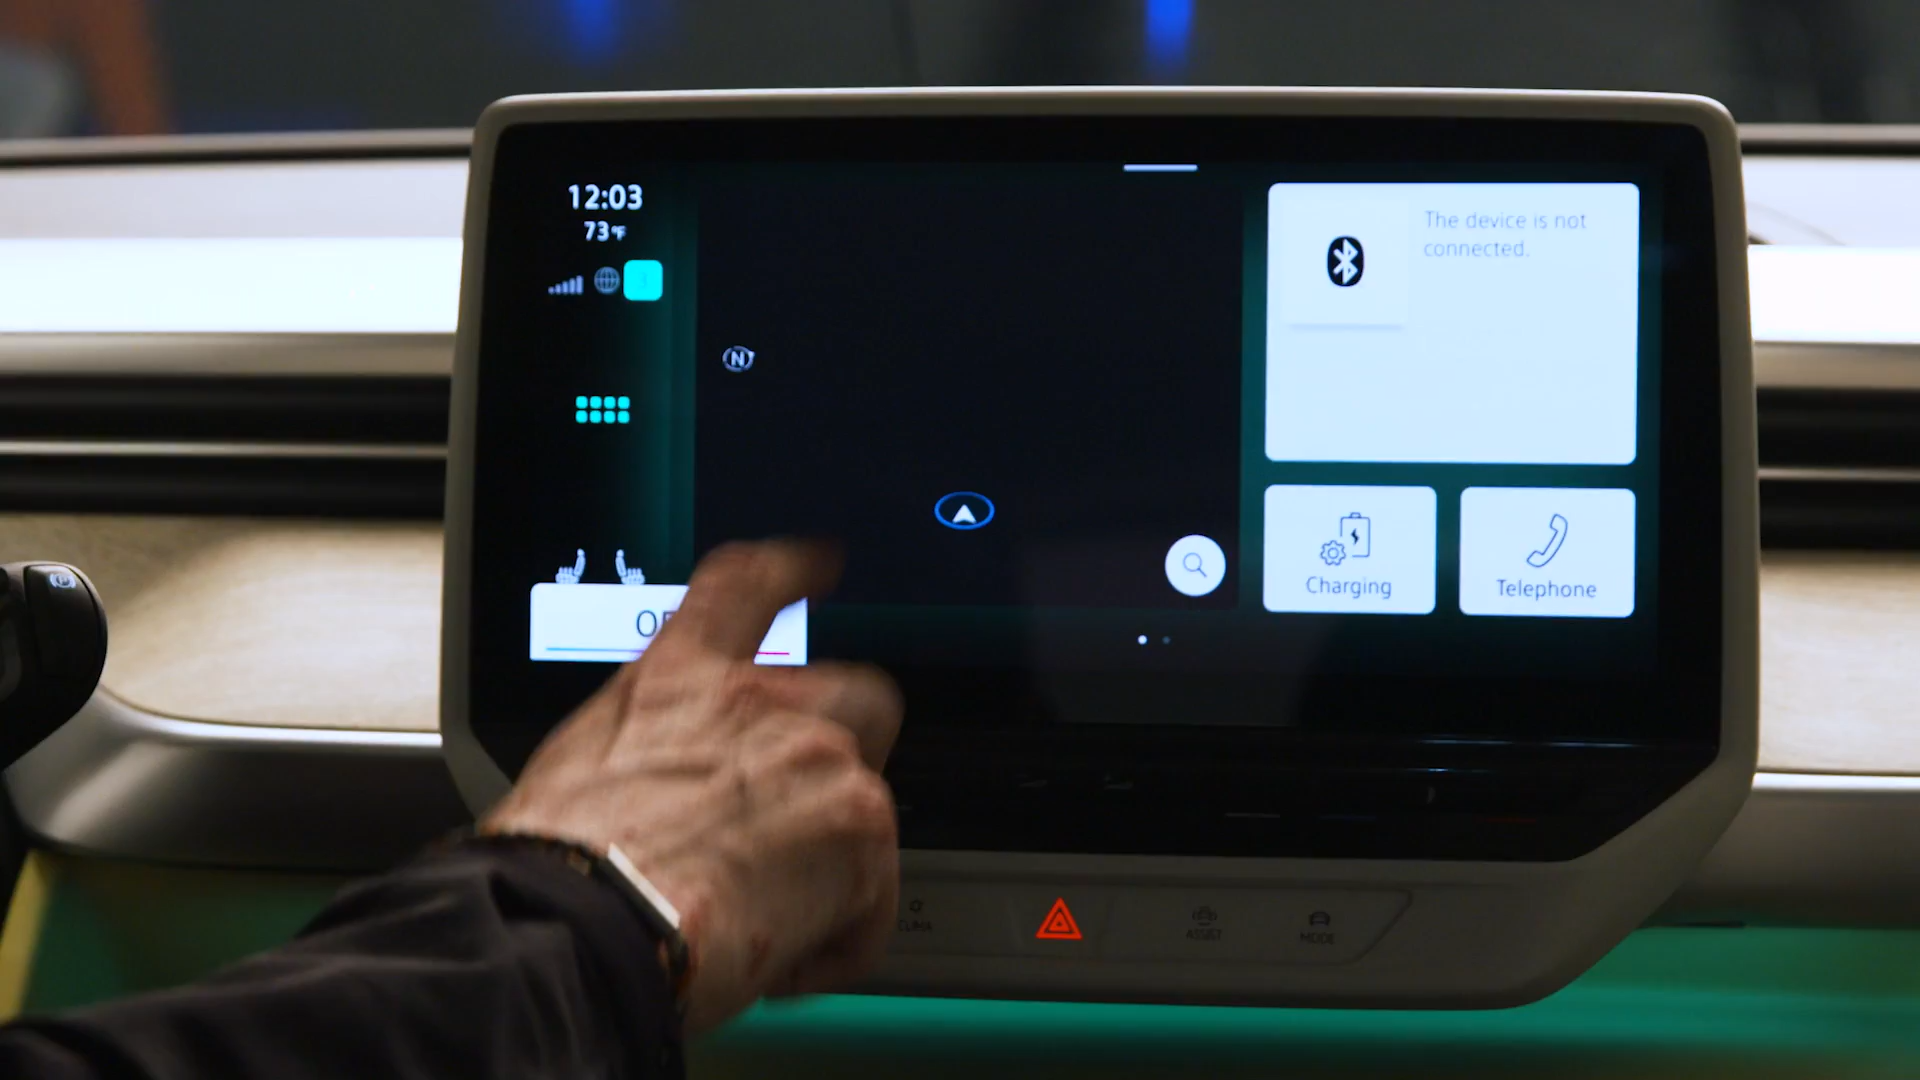 12:03
73°F
N
The device is not
connected.
Charging
Telephone
P
CLIMA
ASSIST
MODE